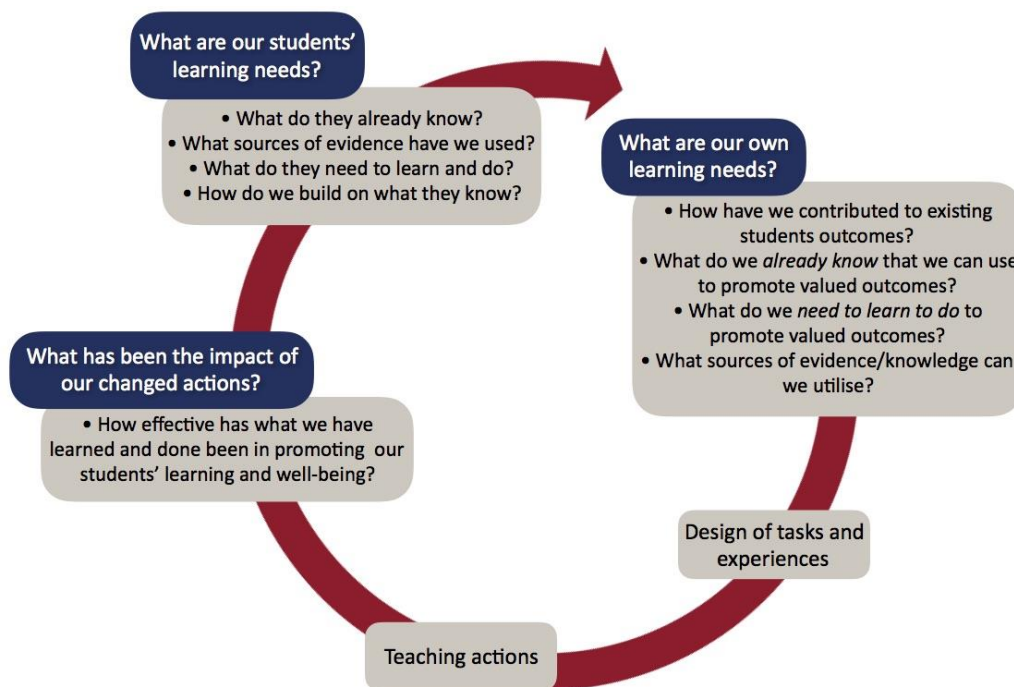 What are our students’
learning needs?
• What do they already know?
• What sources of evidence have we used?
• What do they need to learn and do?
• How do we build on what they know?
What are our own
learning needs?
• How have we contributed to existing
students outcomes?
• What do we already know that we can use
to promote valued outcomes?
• What do we need to learn to do to
promote valued outcomes?
• What sources of evidence/knowledge can
we utilise?
Design of tasks and
experiences
Teaching actions
What has been the impact of
our changed actions?
• How effective has what we have
learned and done been in promoting our
students’ learning and well-being?